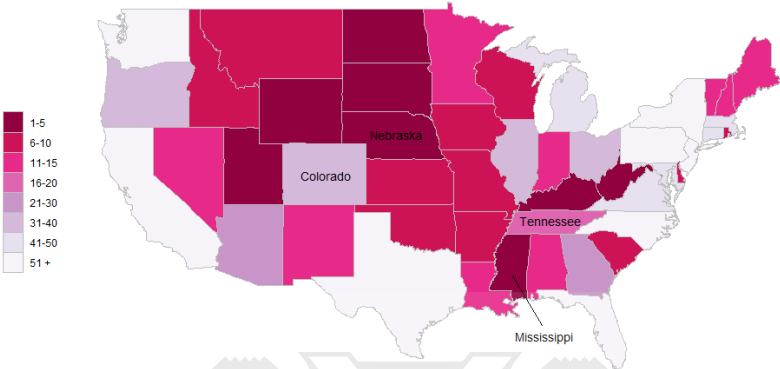 1-5
6-10
11-15
16-20
21-30
31-40
41-50
51 +
Nebraska
Colorado
Tennessee
Mississippi